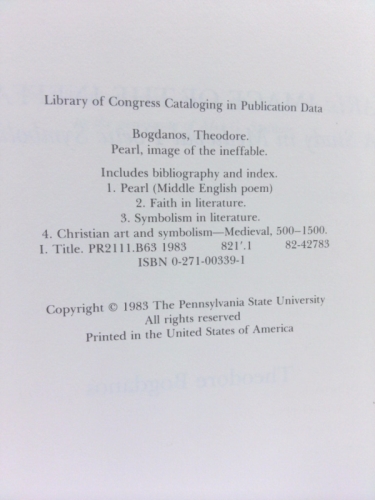 Library of Congress Cataloging in Publication Data
Bogdanos, Theodore.
Pearl, image of the ineffable.
Includes bibliography and index.
1. Pearl (Middle English poem)
2. Faith in literature.
3. Symbolism in literature.
4. Christian art and symbolism—Medieval, 500–1500.
I. Title. PR2111.B63 1983 821'.1 82-42783
ISBN 0-271-00339-1
Copyright © 1983 The Pennsylvania State University
All rights reserved
Printed in the United States of America
Theodore Bogdanos